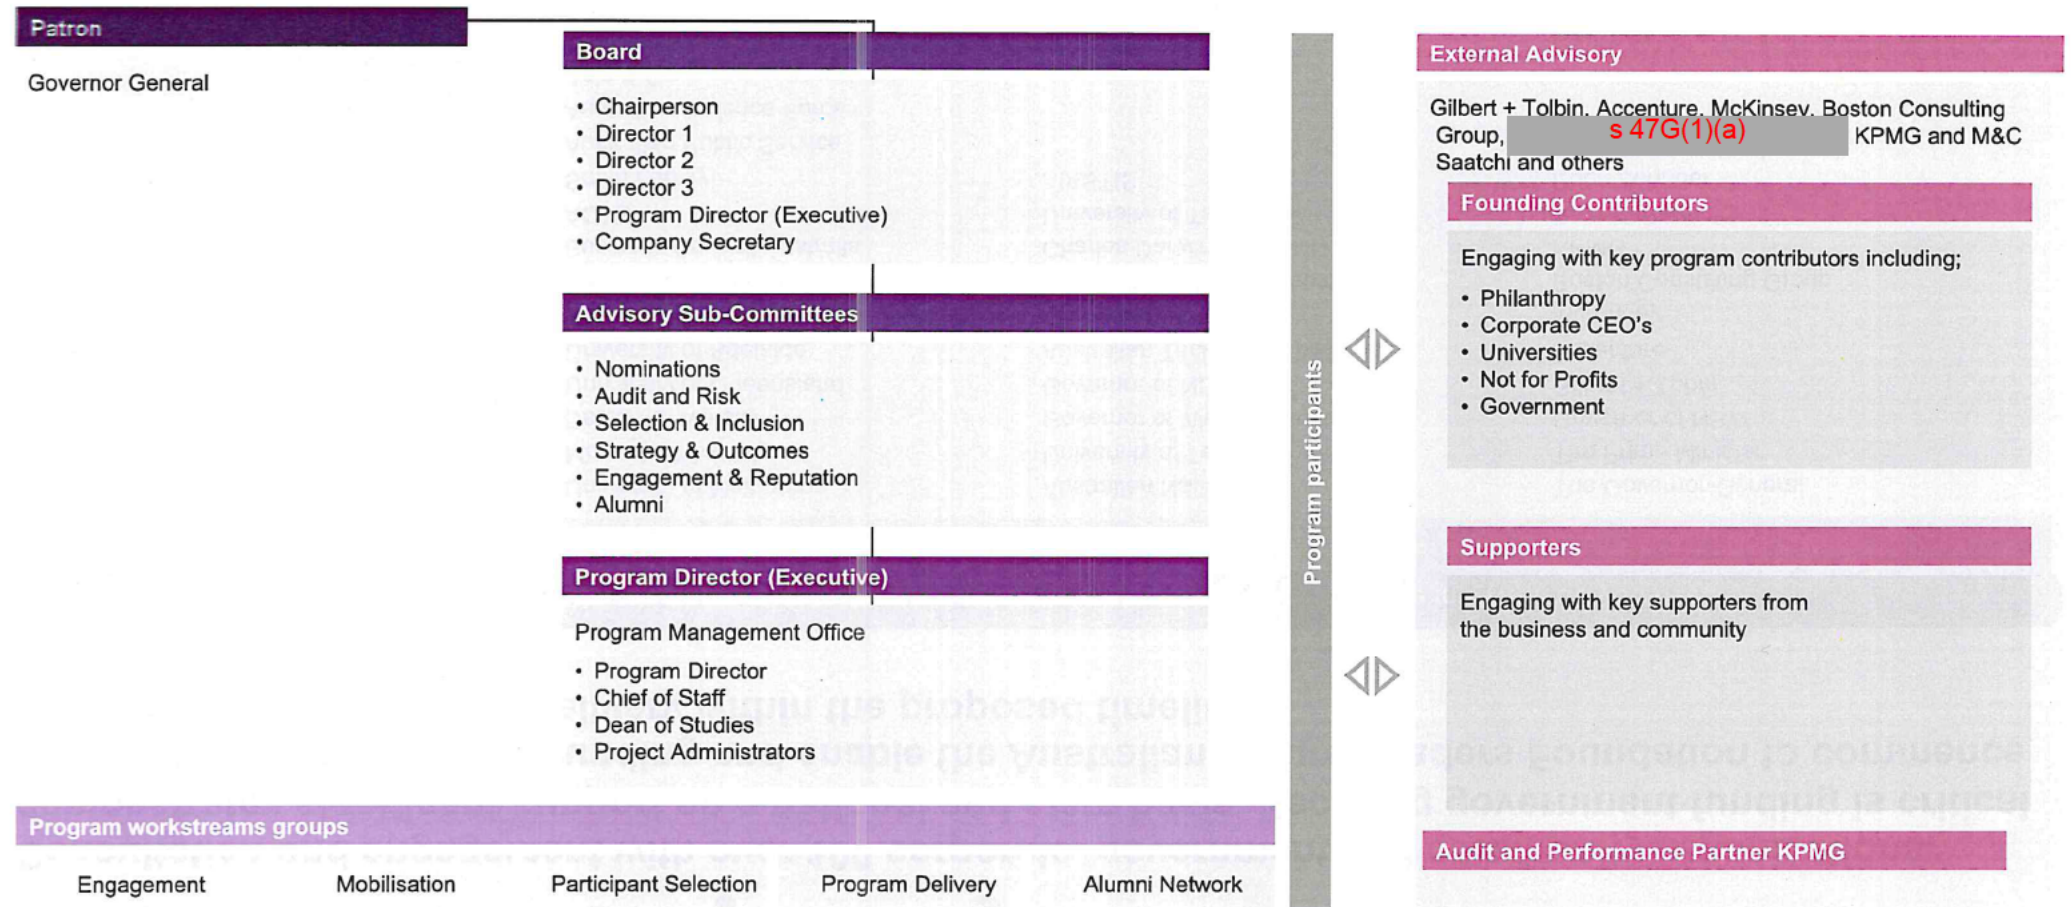 Patron
Governor General
Board
• Chairperson
• Director 1
• Director 2
• Director 3
• Program Director (Executive)
• Company Secretary
Advisory Sub-Committees
• Nominations
• Audit and Risk
• Selection & Inclusion
• Strategy & Outcomes
• Engagement & Reputation
• Alumni
Program Director (Executive)
Program Management Office
• Program Director
• Chief of Staff
• Dean of Studies
• Project Administrators
Program workstreams groups
Engagement Mobilisation Participant Selection Program Delivery Alumni Network
Program participants
External Advisory
Gilbert + Tolbin, Accenture, McKinsey, Boston Consulting
Group, s 47G(1)(a) KPMG and M&C
Saatchi and others
Founding Contributors
Engaging with key program contributors including;
• Philanthropy
• Corporate CEO's
• Universities
• Not for Profits
• Government
Supporters
Engaging with key supporters from
the business and community
Audit and Performance Partner KPMG